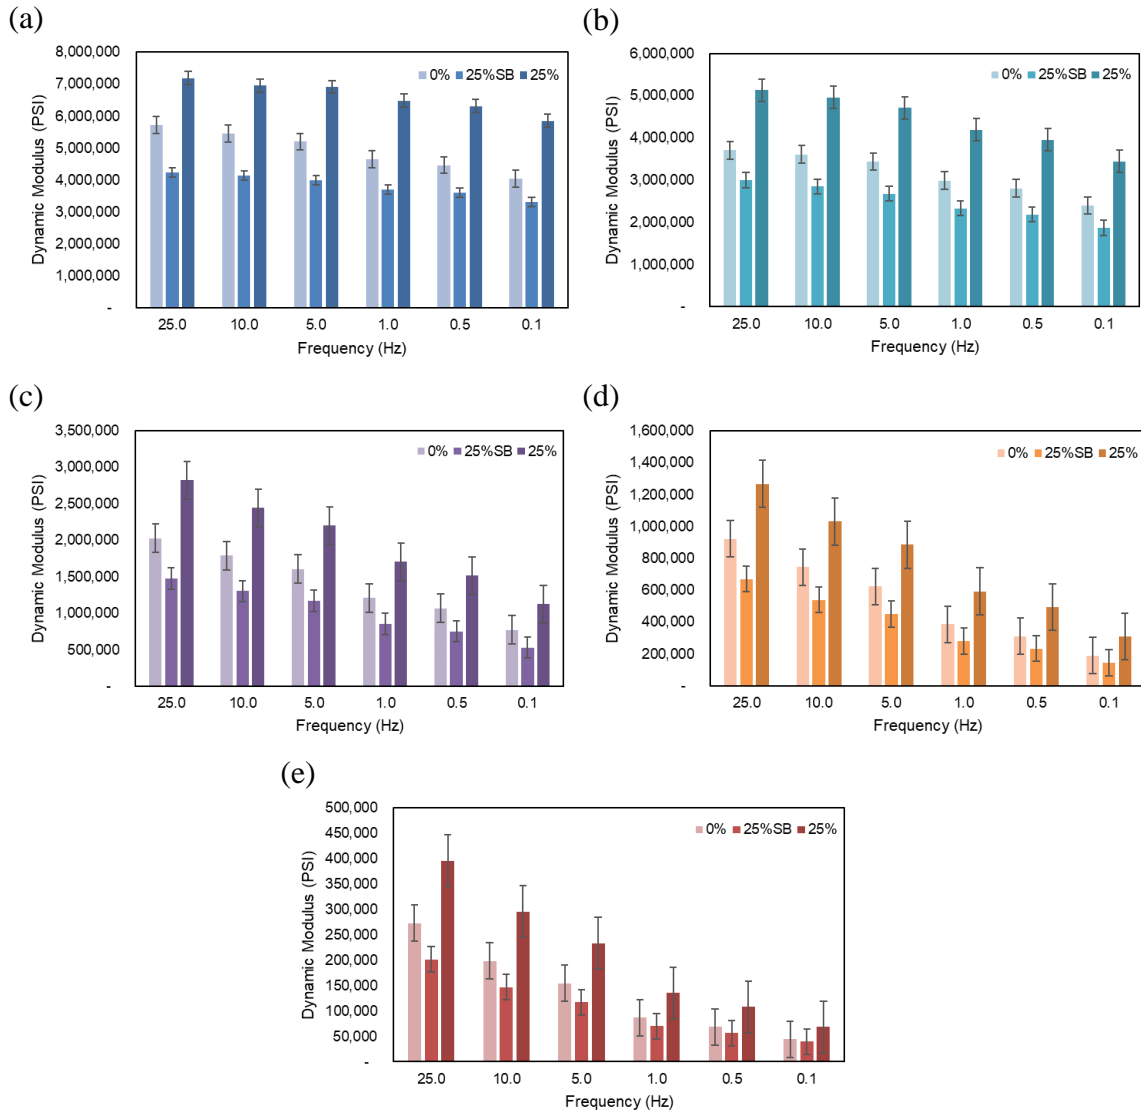 (a)
8,000,000
7,000,000
6,000,000
5,000,000
4,000,000
3,000,000
2,000,000
1,000,000
-
Dynamic Modulus (PSI)
0% 25%SB 25%
25.0 10.0 5.0 1.0 0.5 0.1
Frequency (Hz)
(b)
6,000,000
5,000,000
4,000,000
3,000,000
2,000,000
1,000,000
-
Dynamic Modulus (PSI)
0% 25%SB 25%
25.0 10.0 5.0 1.0 0.5 0.1
Frequency (Hz)
(c)
3,500,000
3,000,000
2,500,000
2,000,000
1,500,000
1,000,000
500,000
-
Dynamic Modulus (PSI)
0% 25%SB 25%
25.0 10.0 5.0 1.0 0.5 0.1
Frequency (Hz)
(d)
1,600,000
1,400,000
1,200,000
1,000,000
800,000
600,000
400,000
200,000
-
Dynamic Modulus (PSI)
0% 25%SB 25%
25.0 10.0 5.0 1.0 0.5 0.1
Frequency (Hz)
(e)
500,000
450,000
400,000
350,000
300,000
250,000
200,000
150,000
100,000
50,000
-
Dynamic Modulus (PSI)
0% 25%SB 25%
25.0 10.0 5.0 1.0 0.5 0.1
Frequency (Hz)